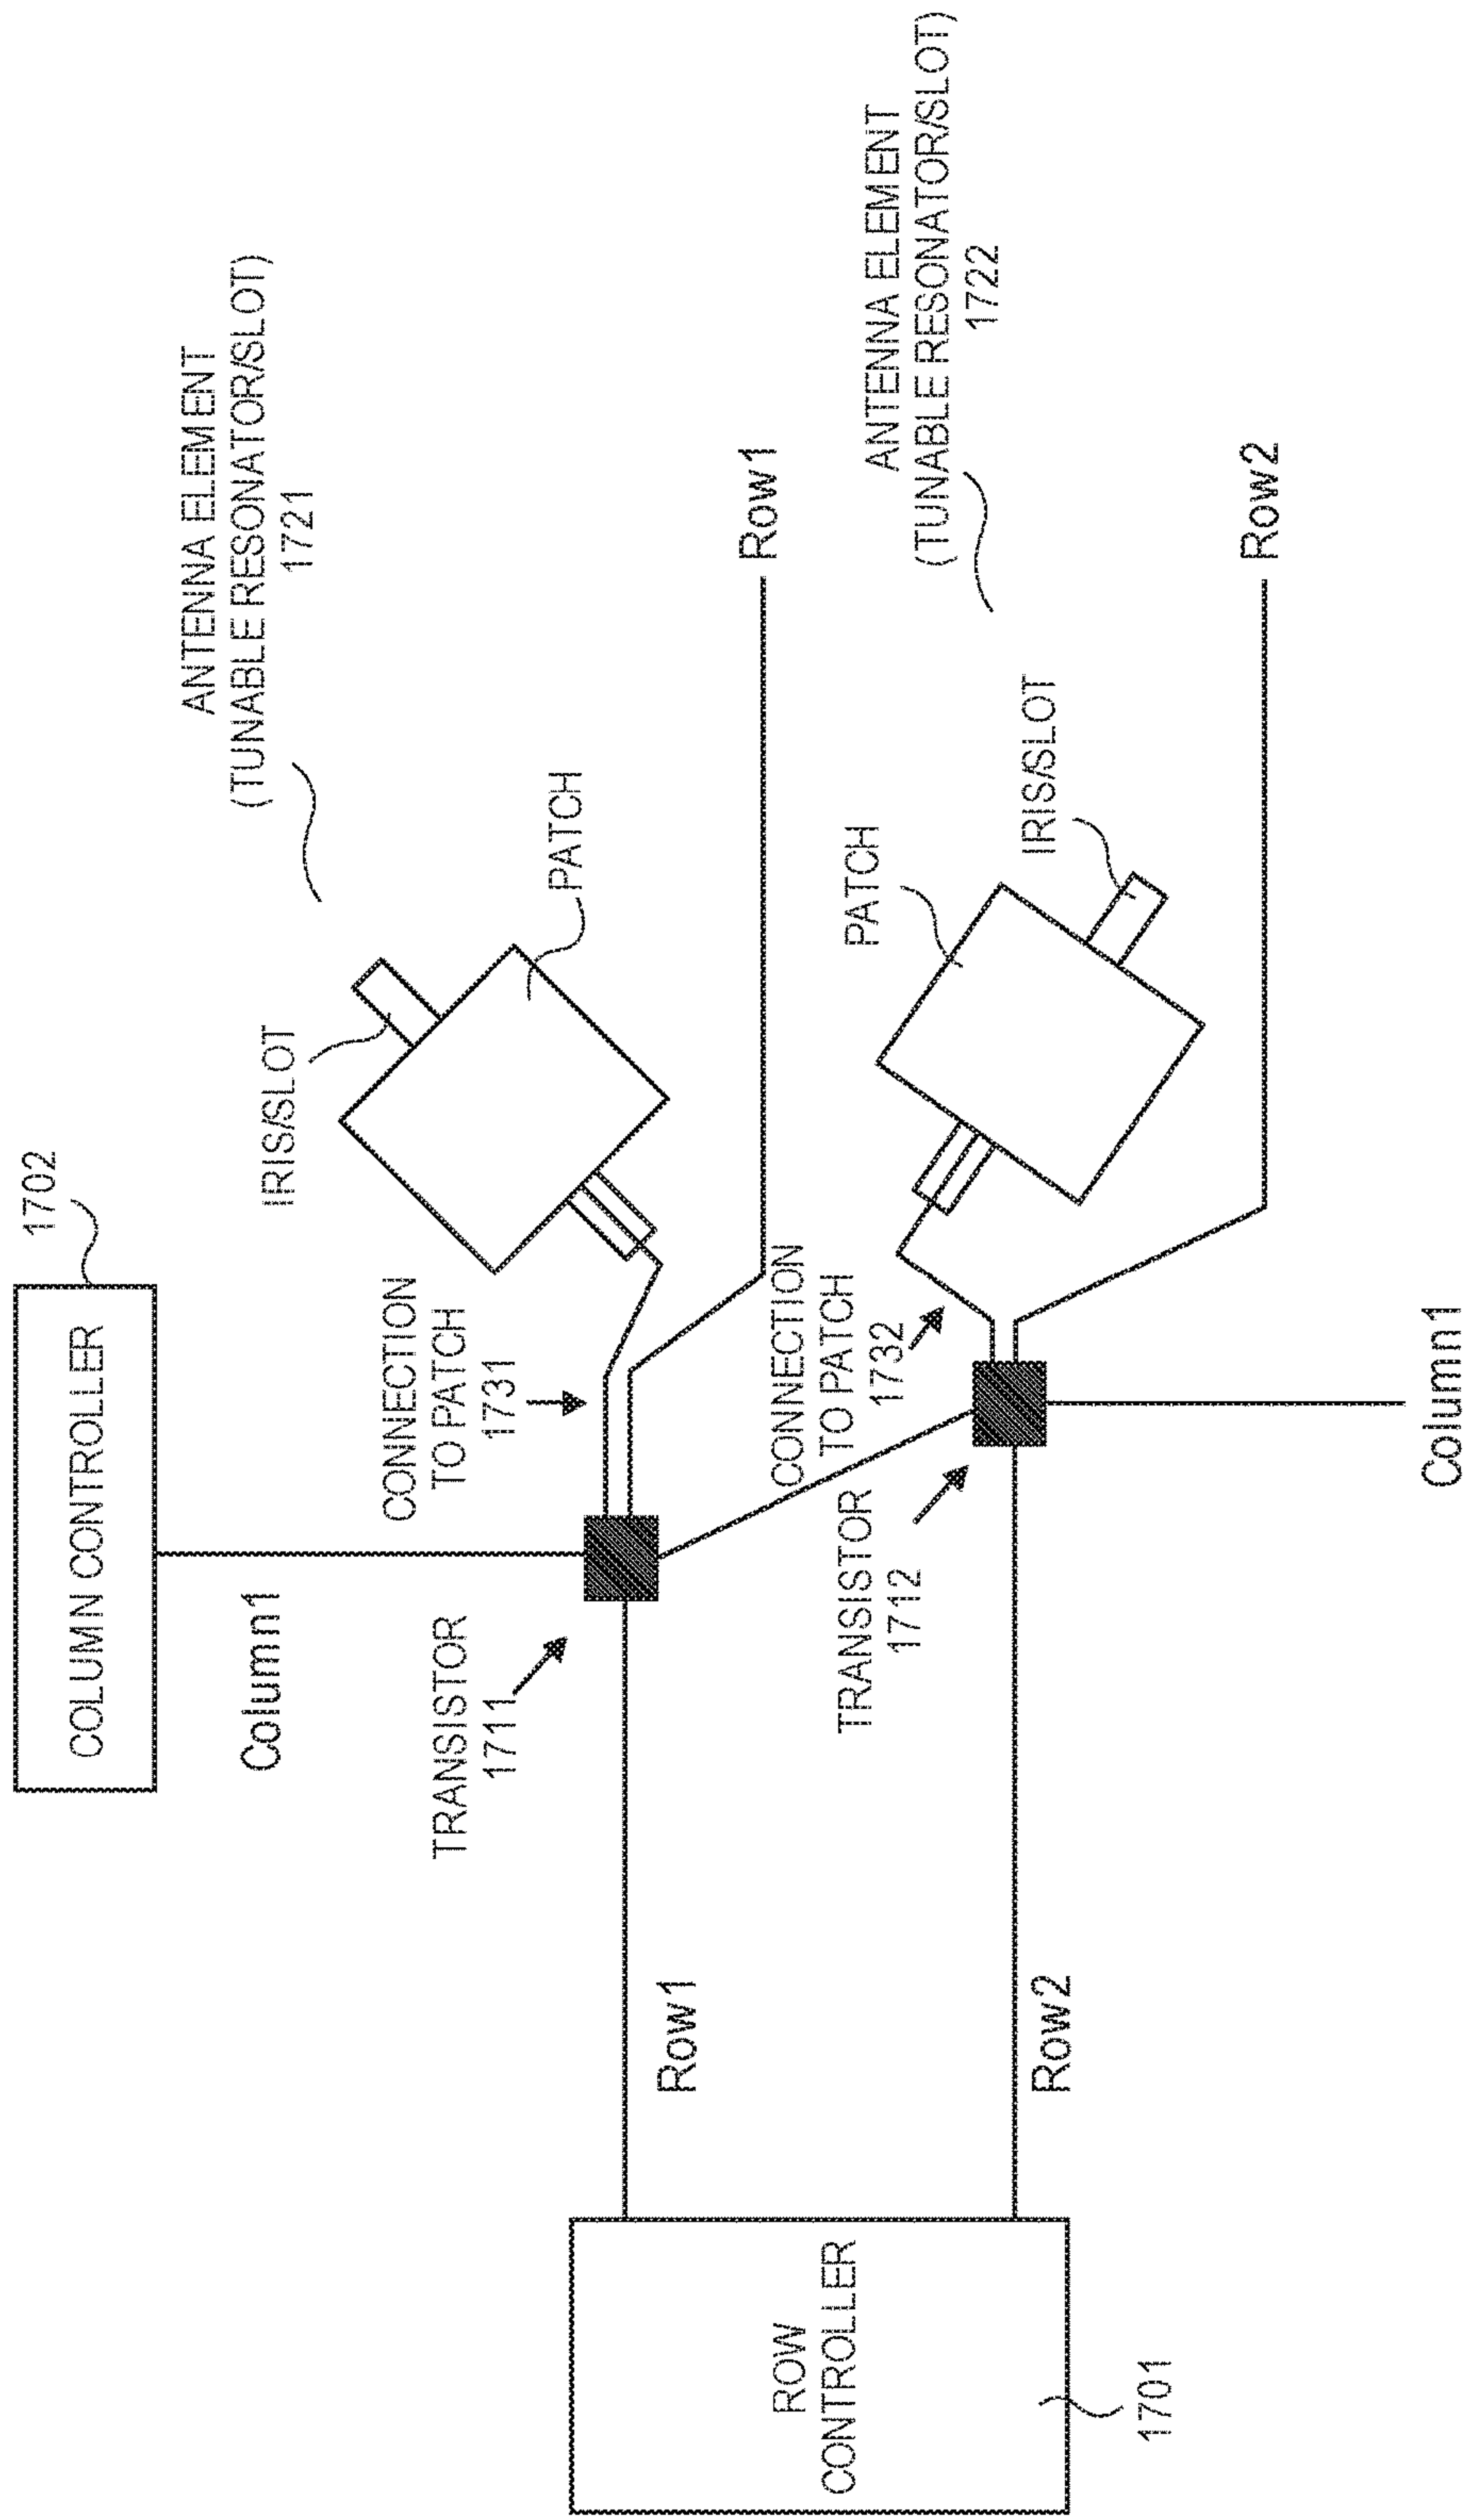 COLUMN CONTROLLER
1702
Column1
ANTENNA ELEMENT
(TUNABLE RESONATOR/SLOT)
1721
IRIS/SLOT
PATCH
CONNECTION
TO PATCH
1731
TRANSISTOR
1711
Row1
Row1
ANTENNA ELEMENT
(TUNABLE RESONATOR/SLOT)
1722
PATCH
IRIS/SLOT
CONNECTION
TO PATCH
1732
TRANSISTOR
1712
ROW
CONTROLLER
1701
Row2
Row2
Column1